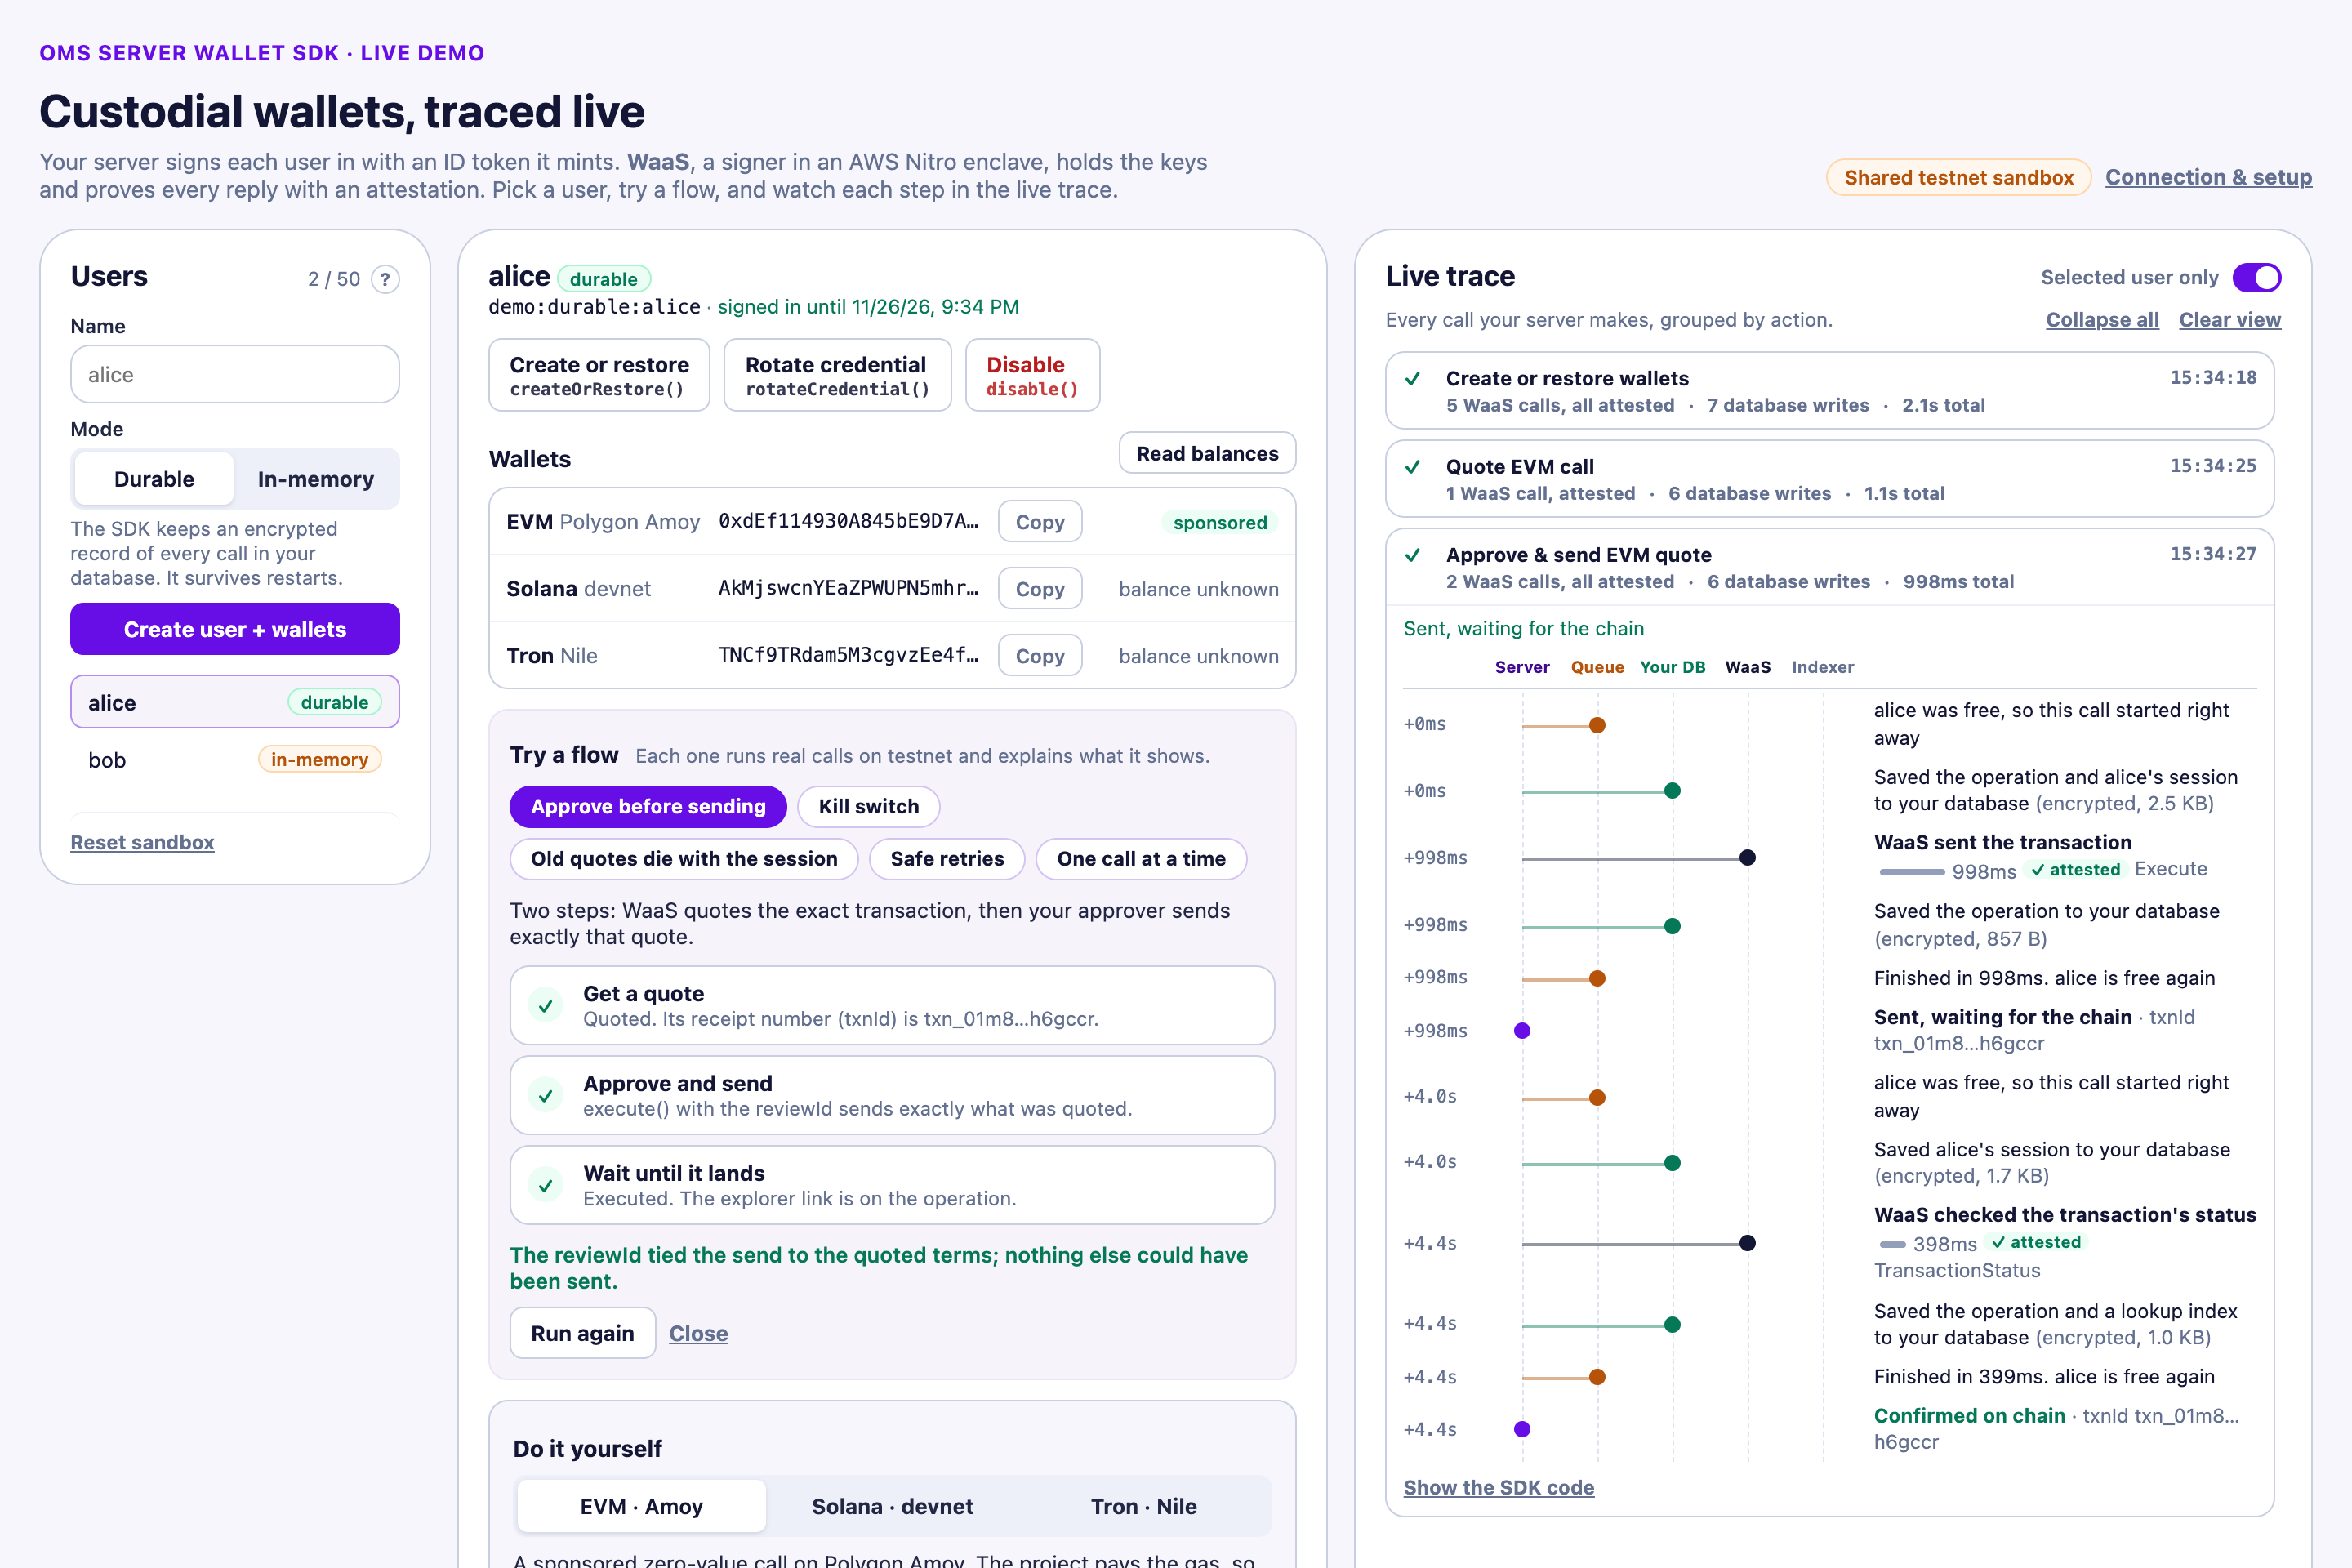 OMS SERVER WALLET SDK · LIVE DEMO
Custodial wallets, traced live
Your server signs each user in with an ID token it mints. WaaS, a signer in an AWS Nitro enclave, holds the keys
and proves every reply with an attestation. Pick a user, try a flow, and watch each step in the live trace.
Shared testnet sandbox
Connection & setup
Users
2 / 50
?
Name
alice
Mode
Durable
In-memory
The SDK keeps an encrypted
record of every call in your
database. It survives restarts.
Create user + wallets
alice
durable
bob
in-memory
Reset sandbox
alice durable
demo:durable:alice · signed in until 11/26/26, 9:34 PM
Create or restore
createOrRestore()
Rotate credential
rotateCredential()
Disable
disable()
Wallets
Read balances
EVM Polygon Amoy 0xdEf114930A845bE9D7A… Copy sponsored
Solana devnet AkMjswcnYEaZPWUPN5mhr… Copy balance unknown
Tron Nile TNCf9TRdam5M3cgvzEe4f… Copy balance unknown
Try a flow Each one runs real calls on testnet and explains what it shows.
Approve before sending
Kill switch
Old quotes die with the session
Safe retries
One call at a time
Two steps: WaaS quotes the exact transaction, then your approver sends
exactly that quote.
Get a quote
Quoted. Its receipt number (txnId) is txn_01m8…h6gccr.
Approve and send
execute() with the reviewId sends exactly what was quoted.
Wait until it lands
Executed. The explorer link is on the operation.
The reviewId tied the send to the quoted terms; nothing else could have
been sent.
Run again
Close
Do it yourself
EVM · Amoy
Solana · devnet
Tron · Nile
A sponsored zero-value call on Polygon Amoy. The project pays the gas, so
Live trace
Selected user only
Every call your server makes, grouped by action.
Collapse all
Clear view
Create or restore wallets 15:34:18
5 WaaS calls, all attested · 7 database writes · 2.1s total
Quote EVM call 15:34:25
1 WaaS call, attested · 6 database writes · 1.1s total
Approve & send EVM quote 15:34:27
2 WaaS calls, all attested · 6 database writes · 998ms total
Sent, waiting for the chain
Server Queue Your DB WaaS Indexer
+0ms alice was free, so this call started right
away
+0ms Saved the operation and alice's session
to your database (encrypted, 2.5 KB)
+998ms WaaS sent the transaction
998ms ✓ attested Execute
+998ms Saved the operation to your database
(encrypted, 857 B)
+998ms Finished in 998ms. alice is free again
+998ms Sent, waiting for the chain · txnId
txn_01m8…h6gccr
+4.0s alice was free, so this call started right
away
+4.0s Saved alice's session to your database
(encrypted, 1.7 KB)
+4.4s WaaS checked the transaction's status
398ms ✓ attested
TransactionStatus
+4.4s Saved the operation and a lookup index
to your database (encrypted, 1.0 KB)
+4.4s Finished in 399ms. alice is free again
+4.4s Confirmed on chain · txnId txn_01m8…
h6gccr
Show the SDK code